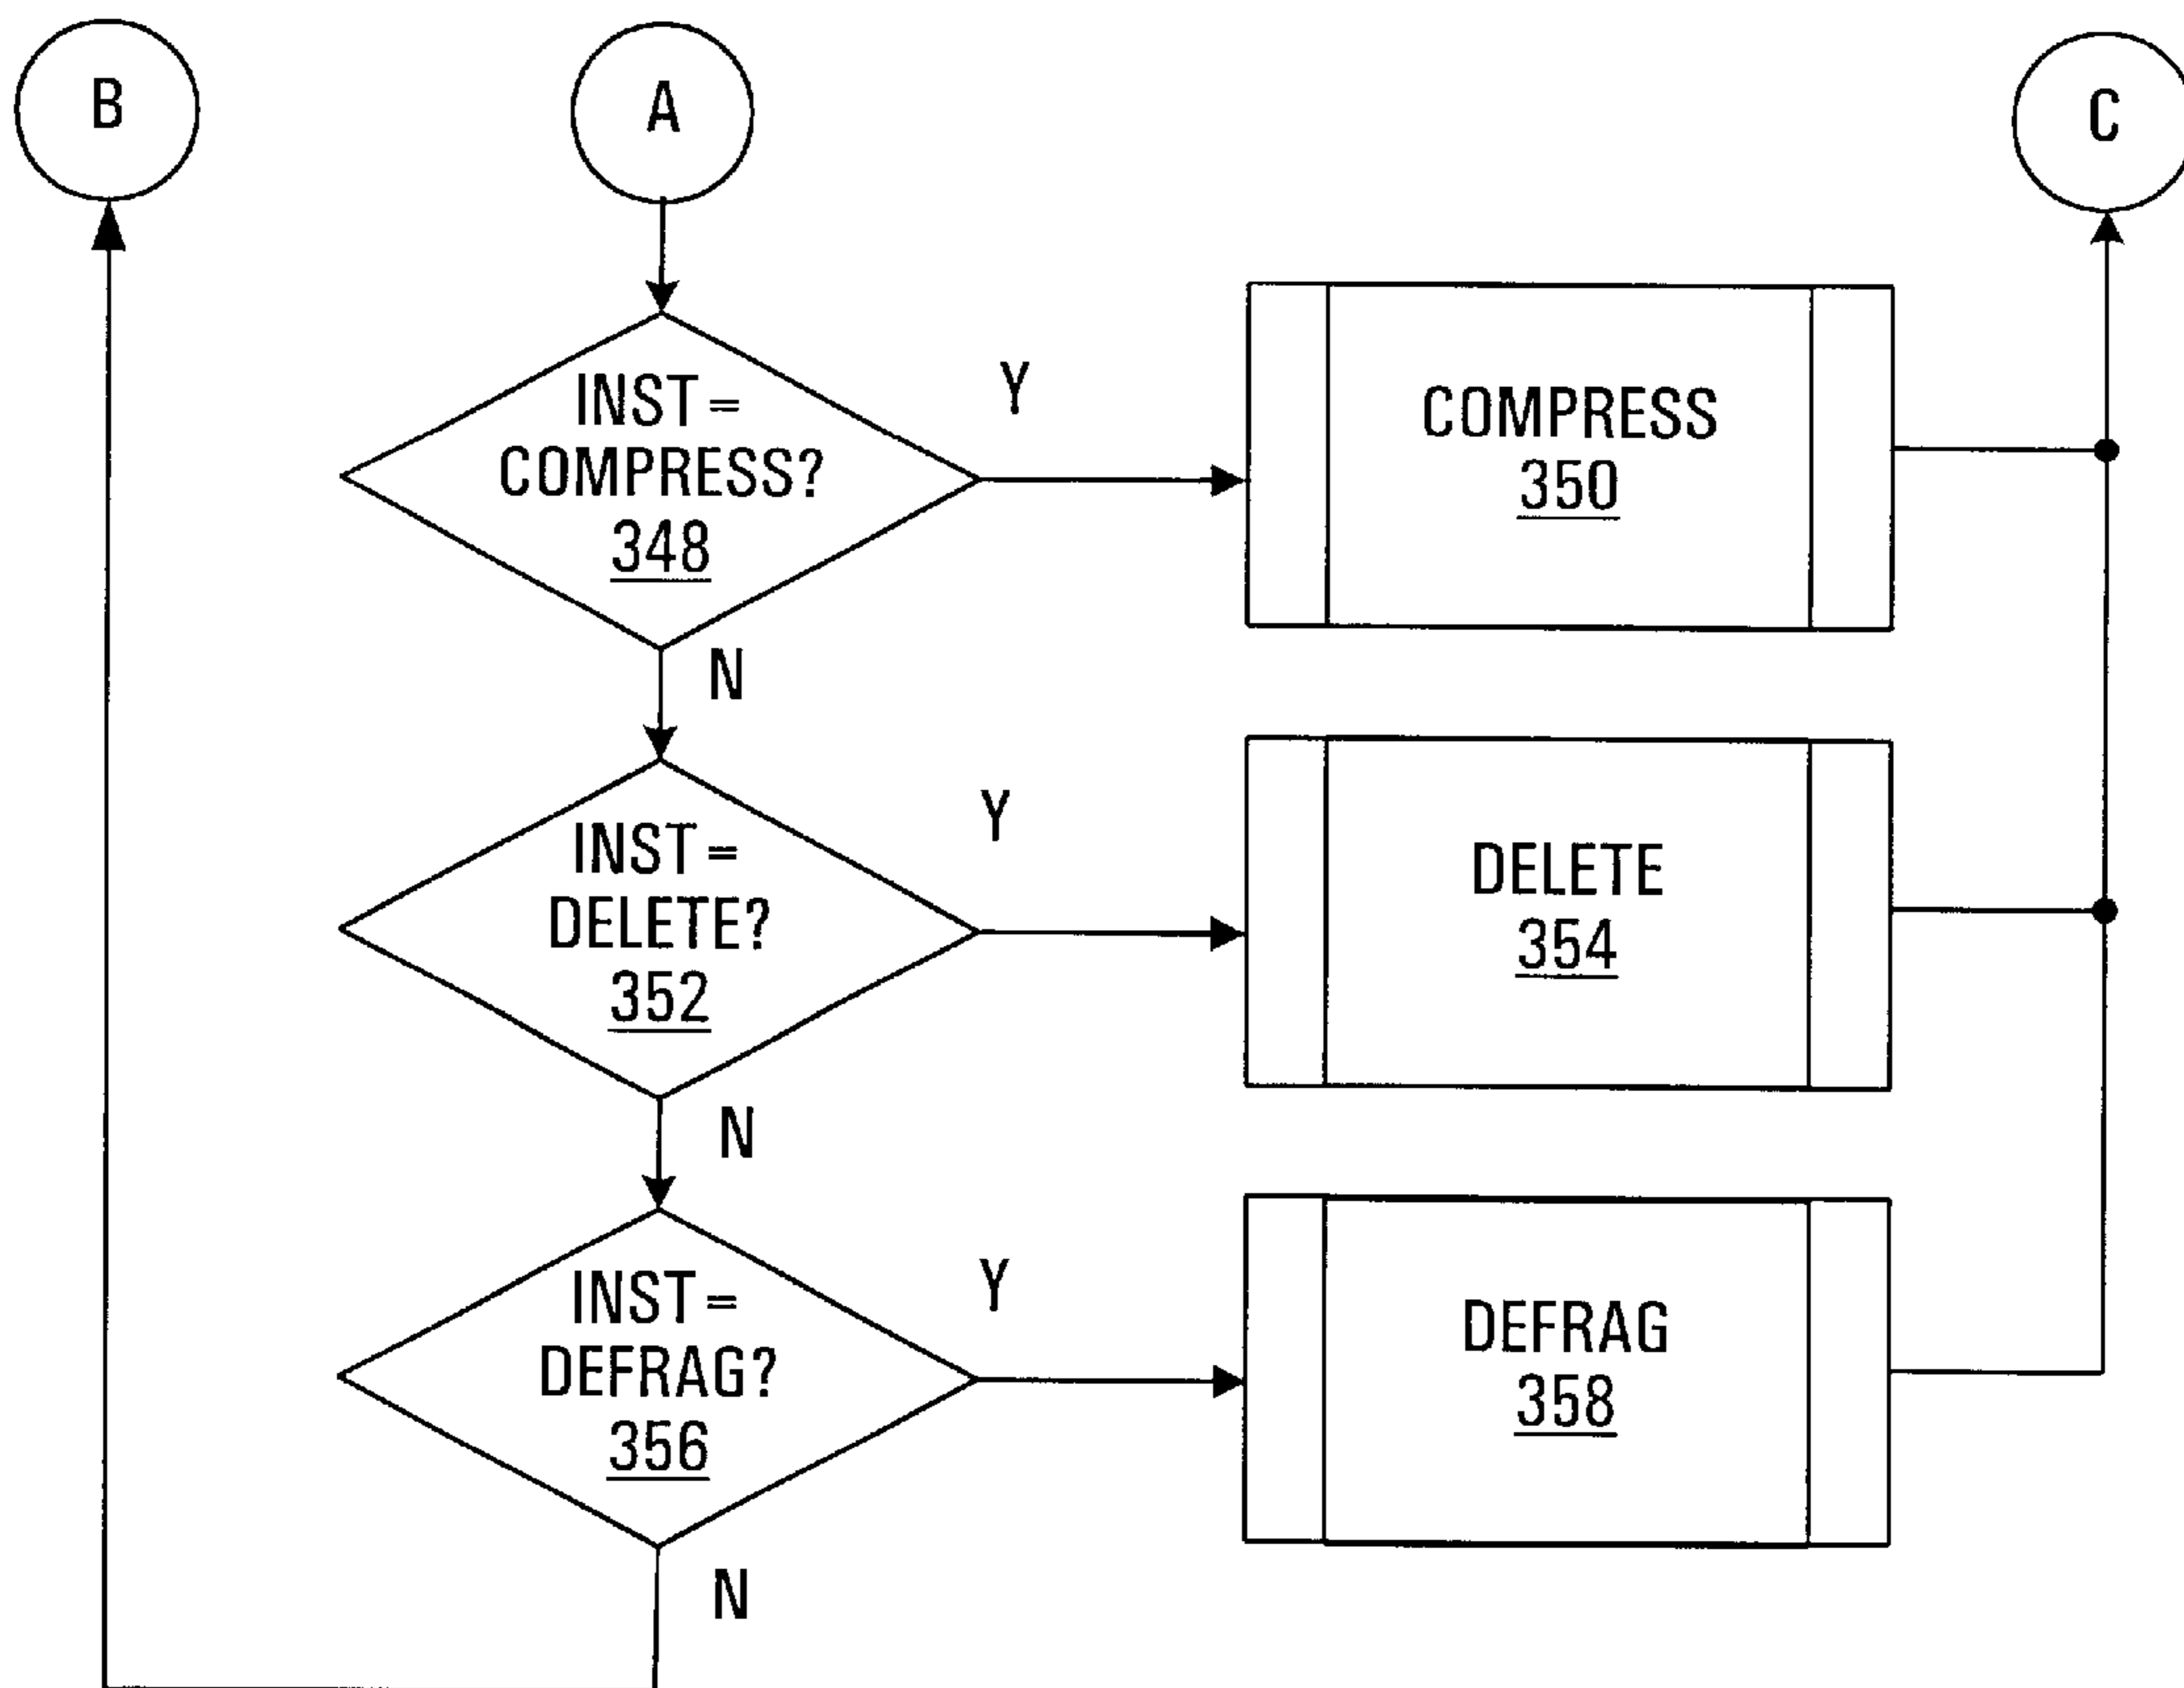 B
A
C
INST=
COMPRESS?
348
Y
COMPRESS
350
N
INST=
DELETE?
352
Y
DELETE
354
N
INST=
DEFRAG?
356
Y
DEFRAG
358
N